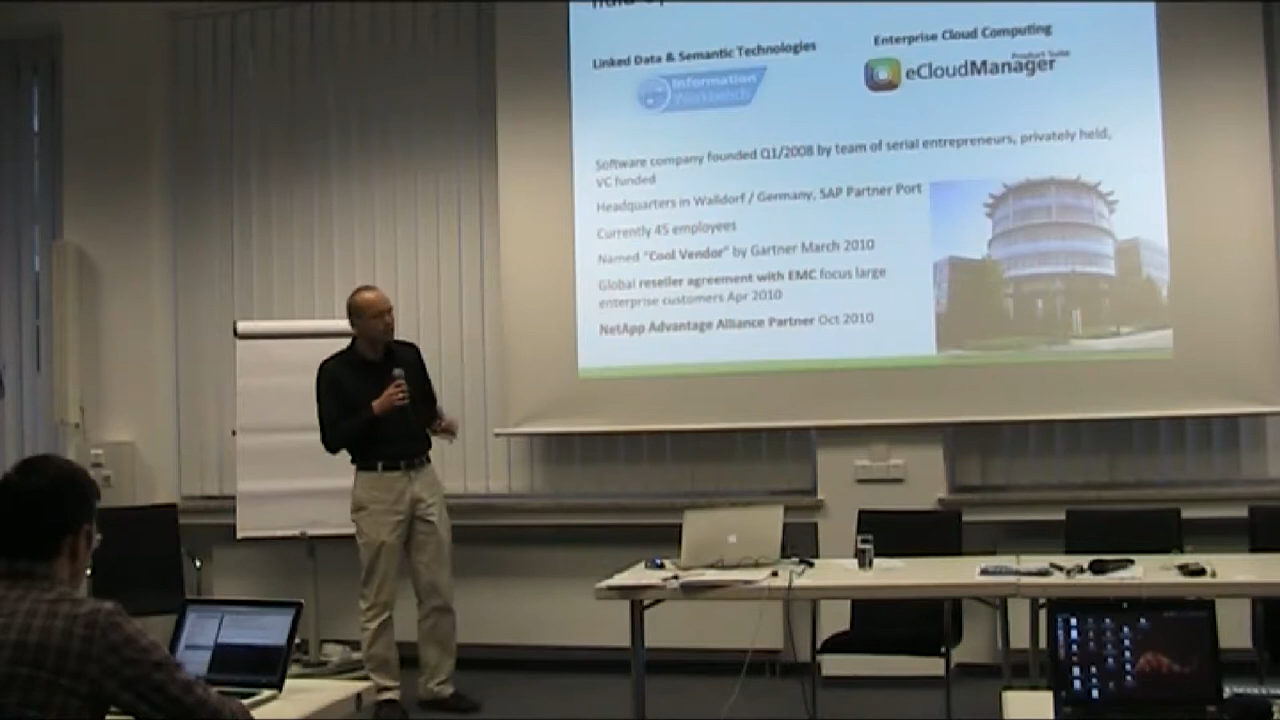 Linked Data & Semantic Technologies
Information
Workbench
Enterprise Cloud Computing
Product Suite
eCloudManager
Software company founded Q1/2008 by team of serial entrepreneurs, privately held,
VC funded
Headquarters in Walldorf / Germany, SAP Partner Port
Currently 45 employees
Named "Cool Vendor" by Gartner March 2010
Global reseller agreement with EMC focus large
enterprise customers Apr 2010
NetApp Advantage Alliance Partner Oct 2010